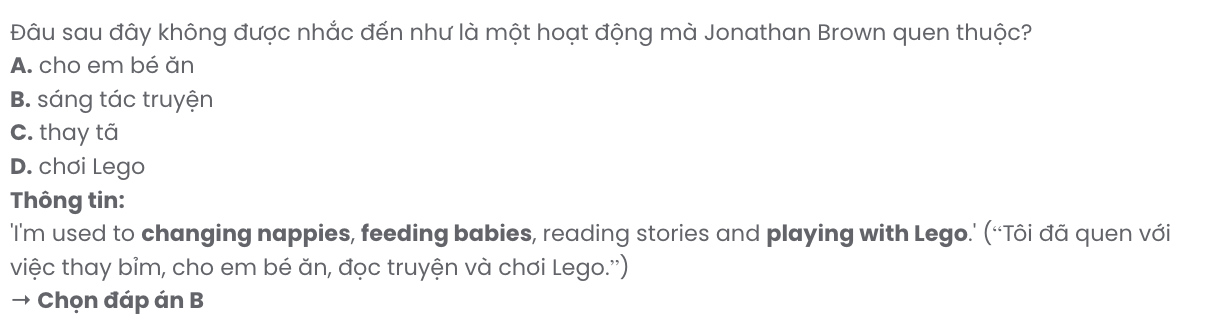 Đâu sau đây không được nhắc đến như là một hoạt động mà Jonathan Brown quen thuộc?
A. cho em bé ăn
B. sáng tác truyện
C. thay tã
D. chơi Lego
Thông tin:
'I'm used to changing nappies, feeding babies, reading stories and playing with Lego.' (“Tôi đã quen với
việc thay bỉm, cho em bé ăn, đọc truyện và chơi Lego.”)
→ Chọn đáp án B